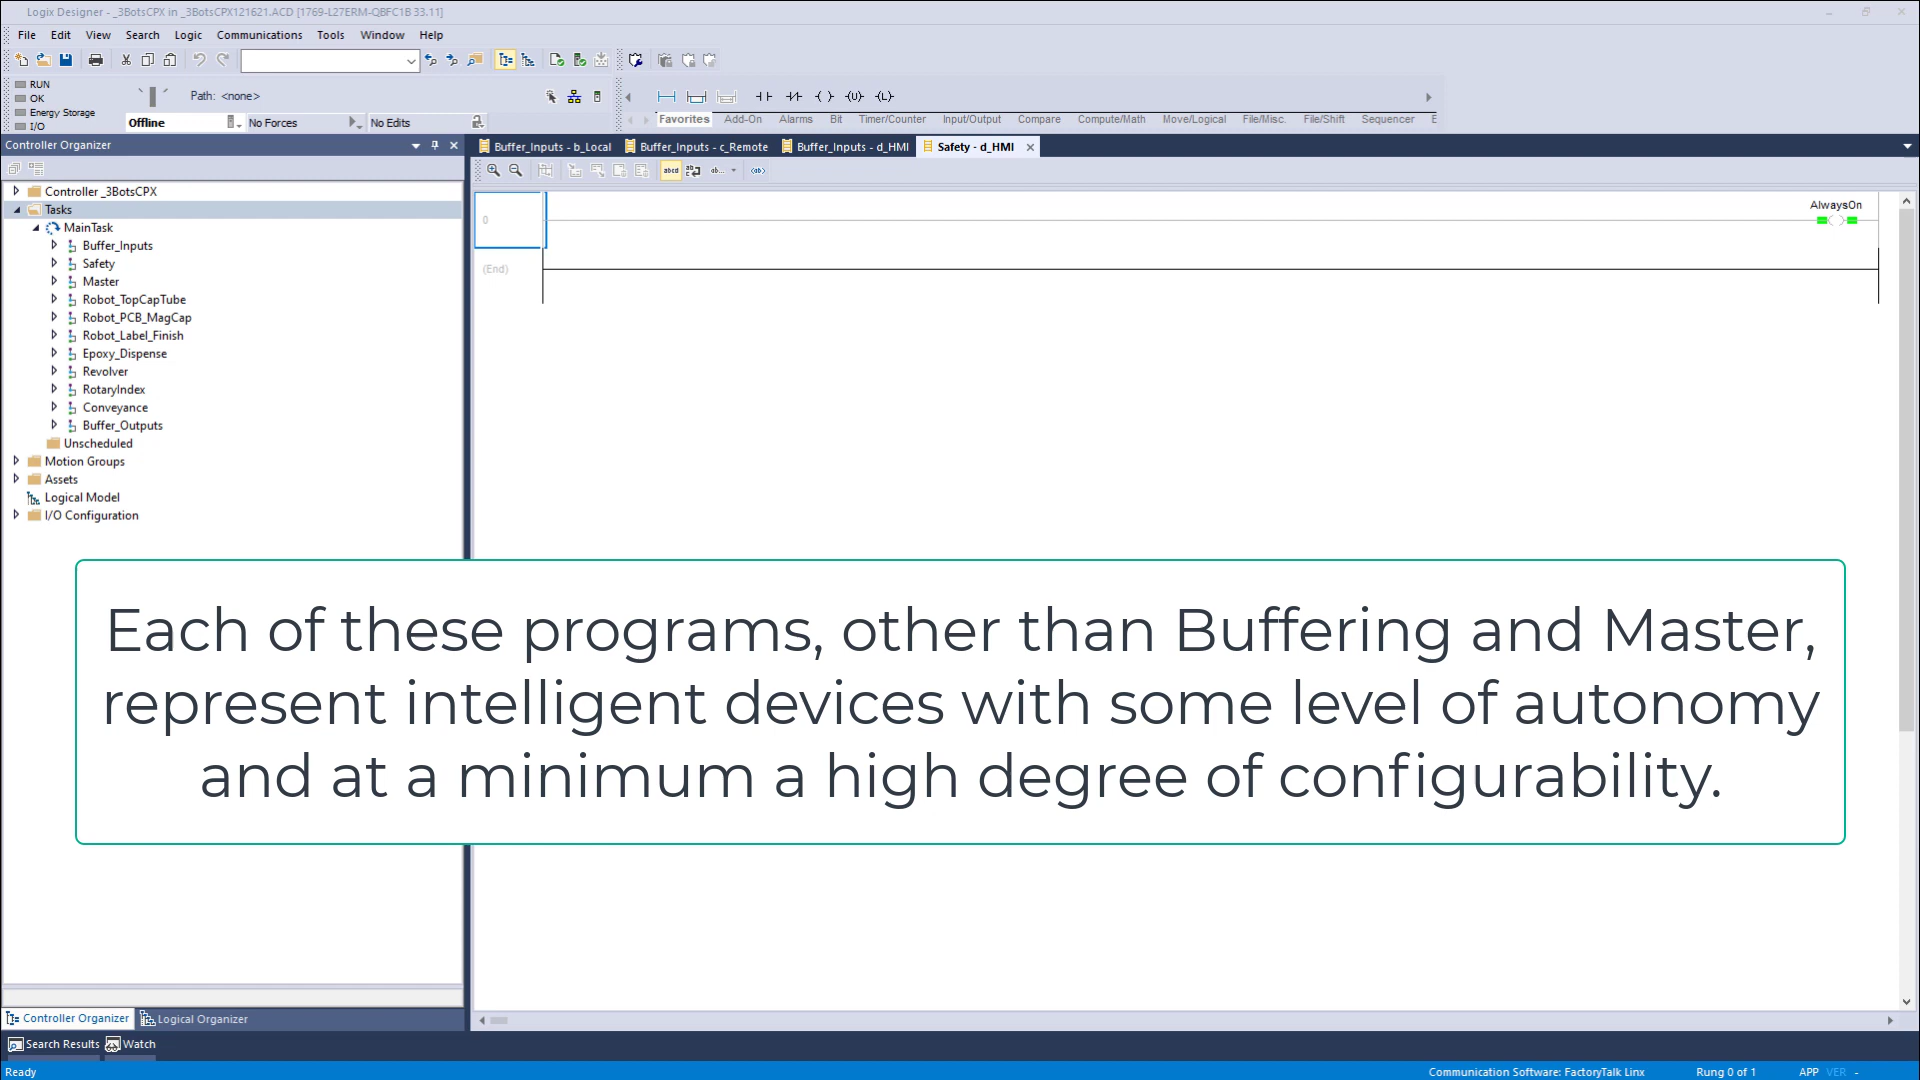 Logix Designer - _3BotsCPX in _3BotsCPX121621.ACD [1769-L27ERM-QBFC1B 33.11]
File Edit View Search Logic Communications Tools Window Help
RUN
OK
Energy Storage
I/O
Path: <none>
Offline
No Forces
No Edits
Favorites Add-On Alarms Bit Timer/Counter Input/Output Compare Compute/Math Move/Logical File/Misc. File/Shift Sequencer E
Controller Organizer
Buffer_Inputs - b_Local
Buffer_Inputs - c_Remote
Buffer_Inputs - d_HMI
Safety - d_HMI
Controller _3BotsCPX
Tasks
MainTask
Buffer_Inputs
Safety
Master
Robot_TopCapTube
Robot_PCB_MagCap
Robot_Label_Finish
Epoxy_Dispense
Revolver
RotaryIndex
Conveyance
Buffer_Outputs
Unscheduled
Motion Groups
Assets
Logical Model
I/O Configuration
0
AlwaysOn
(End)
Each of these programs, other than Buffering and Master,
represent intelligent devices with some level of autonomy
and at a minimum a high degree of configurability.
Controller Organizer
Logical Organizer
Search Results
Watch
Ready
Communication Software: FactoryTalk Linx
Rung 0 of 1
APP VER -